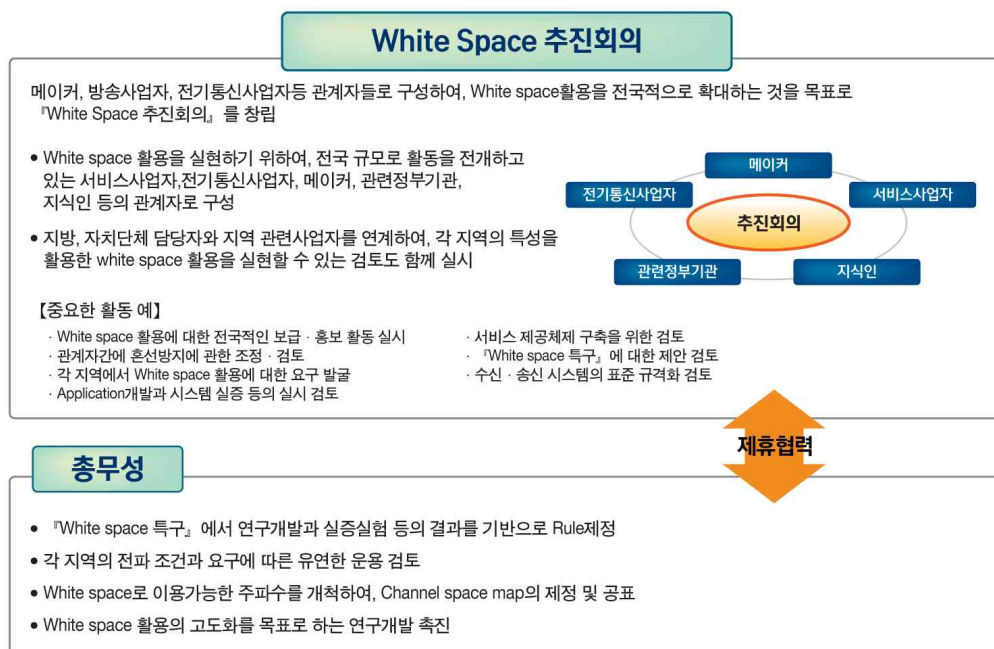 White Space 추진회의
메이커, 방송사업자, 전기통신사업자등 관계자들로 구성하여, White space활용을 전국적으로 확대하는 것을 목표로
『White Space 추진회의』를 창립
• White space 활용을 실현하기 위하여, 전국 규모로 활동을 전개하고
있는 서비스사업자,전기통신사업자, 메이커, 관련정부기관,
지식인 등의 관계자로 구성
• 지방, 자치단체 담당자와 지역 관련사업자를 연계하여, 각 지역의 특성을
활용한 white space 활용을 실현할 수 있는 검토도 함께 실시
메이커
전기통신사업자
서비스사업자
추진회의
관련정부기관
지식인
【중요한 활동 예】
· White space 활용에 대한 전국적인 보급 · 홍보 활동 실시
· 관계자간에 혼선방지에 관한 조정 · 검토
· 각 지역에서 White space 활용에 대한 요구 발굴
· Application개발과 시스템 실증 등의 실시 검토
· 서비스 제공체제 구축을 위한 검토
· 『White space 특구』에 대한 제안 검토
· 수신 · 송신 시스템의 표준 규격화 검토
제휴협력
총무성
• 『White space 특구』에서 연구개발과 실증실험 등의 결과를 기반으로 Rule제정
• 각 지역의 전파 조건과 요구에 따른 유연한 운용 검토
• White space로 이용가능한 주파수를 개척하여, Channel space map의 제정 및 공표
• White space 활용의 고도화를 목표로 하는 연구개발 촉진